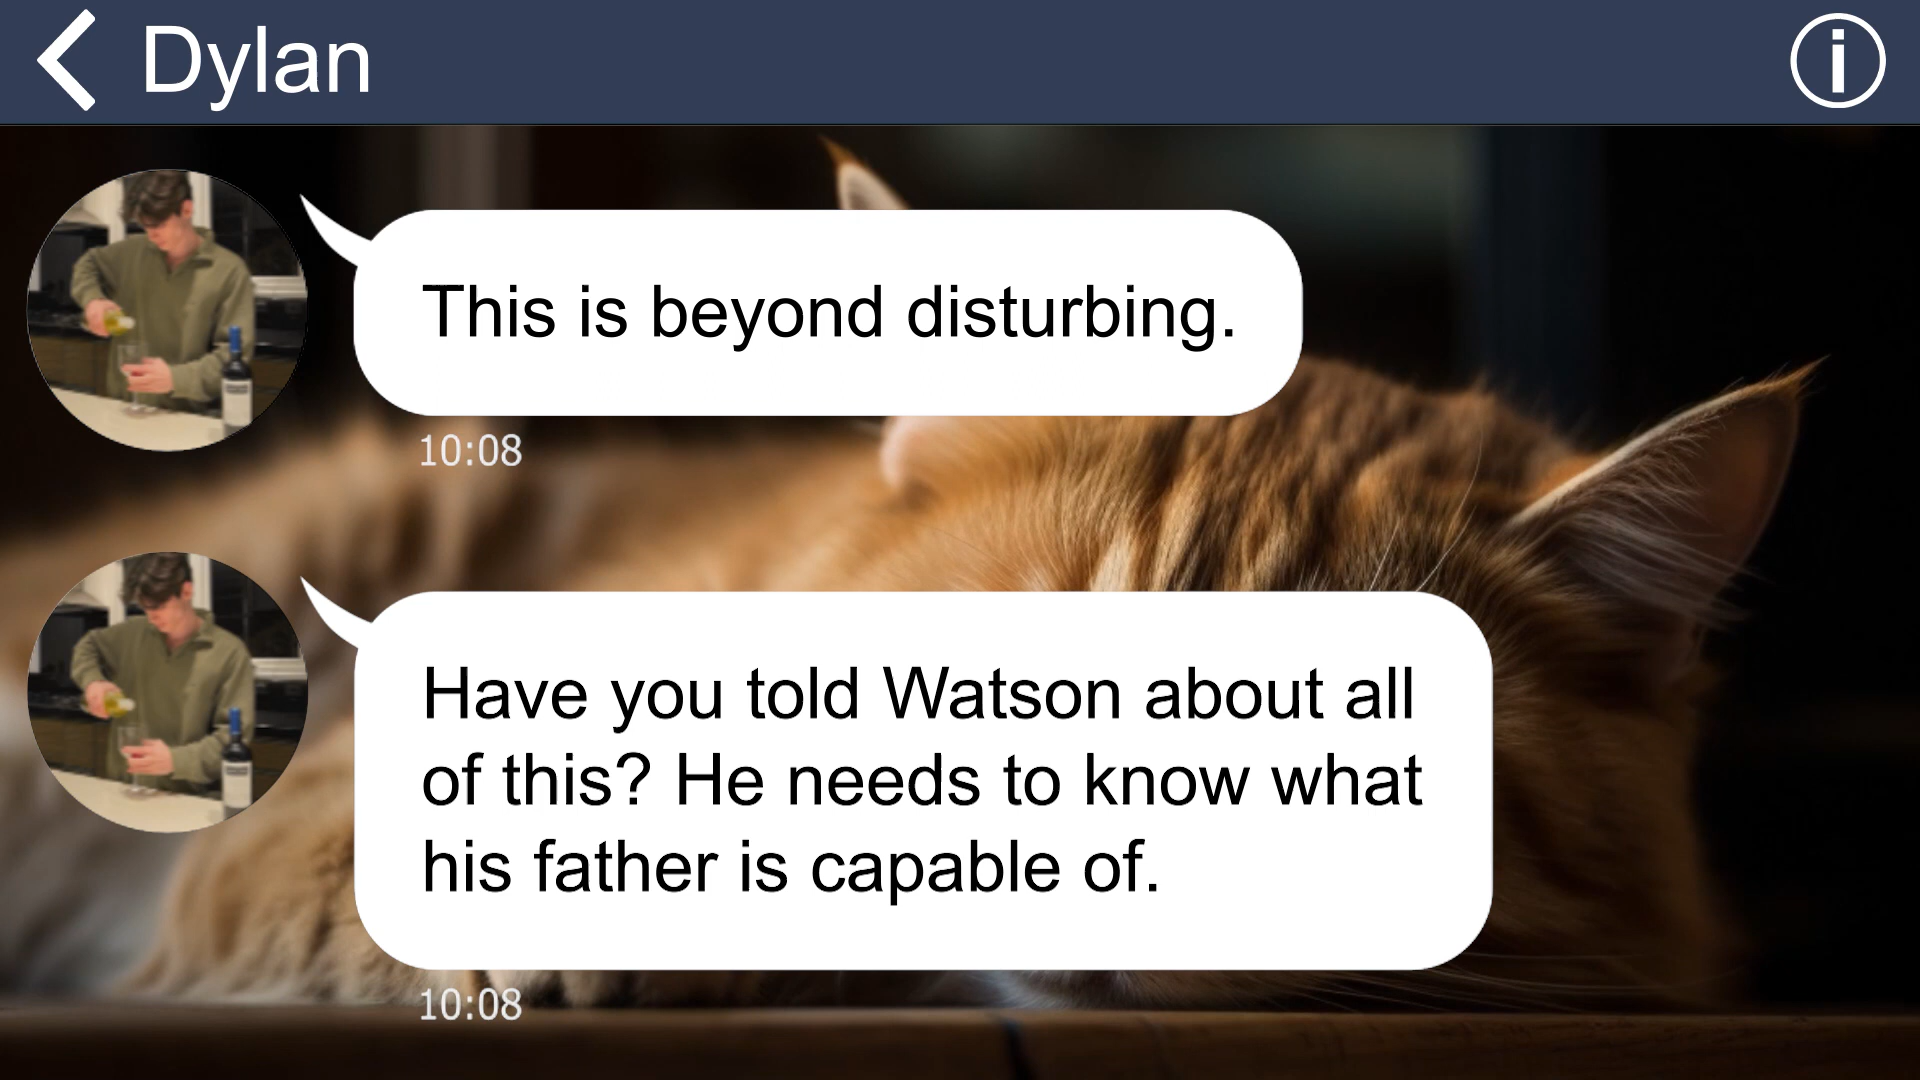 Dylan
This is beyond disturbing.
10:08
Have you told Watson about all
of this? He needs to know what
his father is capable of.
10:08